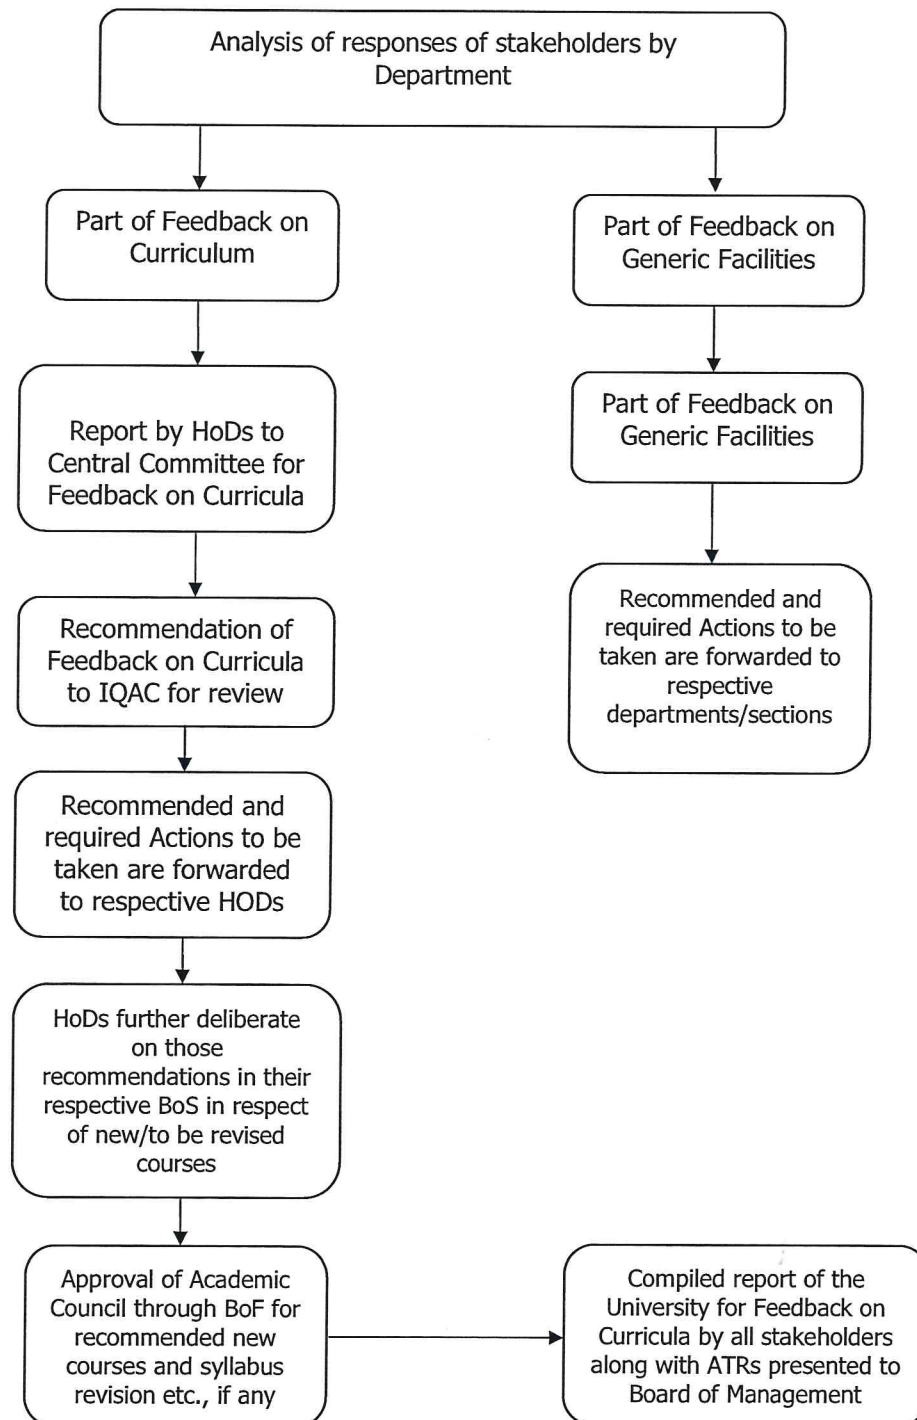 Analysis of responses of stakeholders by
Department
Part of Feedback on
Curriculum
Part of Feedback on
Generic Facilities
Report by HoDs to
Central Committee for
Feedback on Curricula
Part of Feedback on
Generic Facilities
Recommendation of
Feedback on Curricula
to IQAC for review
Recommended and
required Actions to be
taken are forwarded to
respective
departments/sections
Recommended and
required Actions to be
taken are forwarded
to respective HODs
HoDs further deliberate
on those
recommendations in their
respective BoS in respect
of new/to be revised
courses
Approval of Academic
Council through BoF for
recommended new
courses and syllabus
revision etc., if any
Compiled report of the
University for Feedback on
Curricula by all stakeholders
along with ATRs presented to
Board of Management